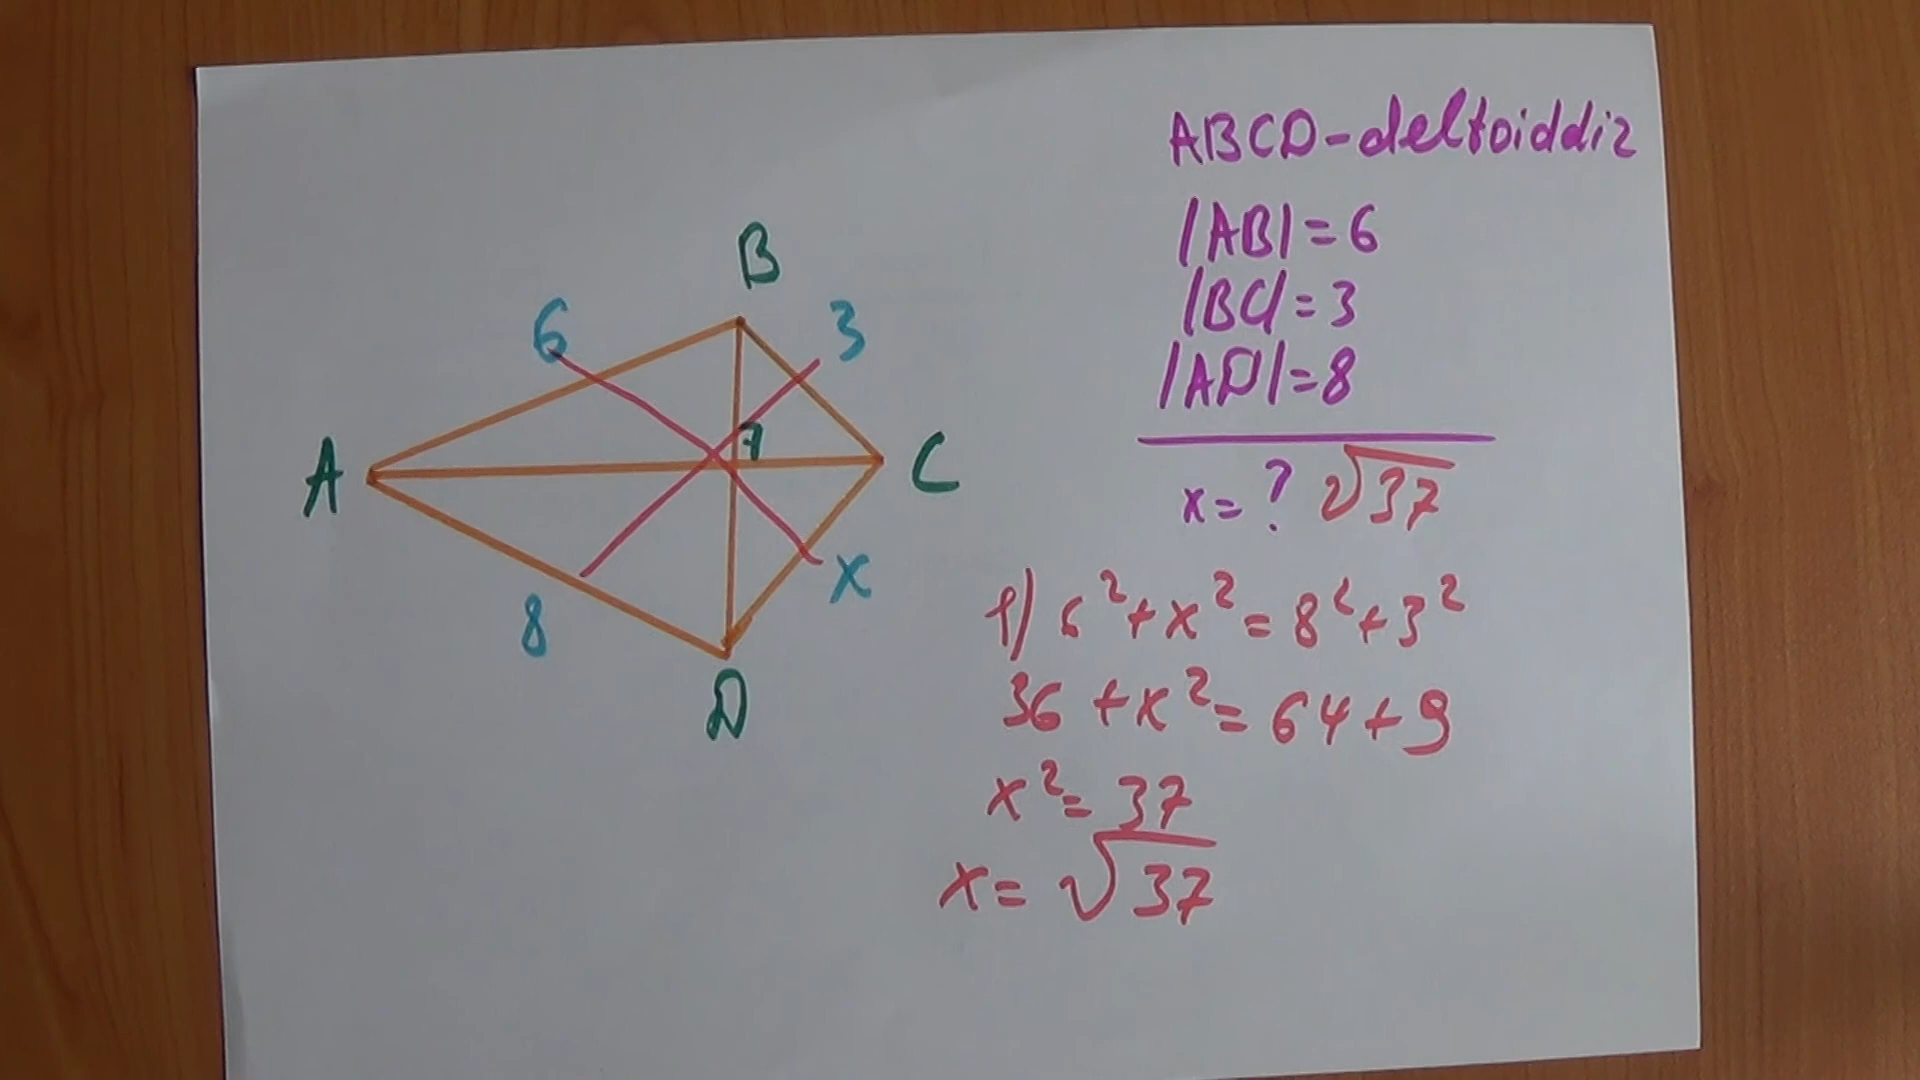 ABCD-deltoiddir
|AB|=6
|BC|=3
|AD|=8
x=? √37
B
6
3
A
C
8
x
D
1) 6²+x²=8²+3²
36+x²=64+9
x²=37
x=√37